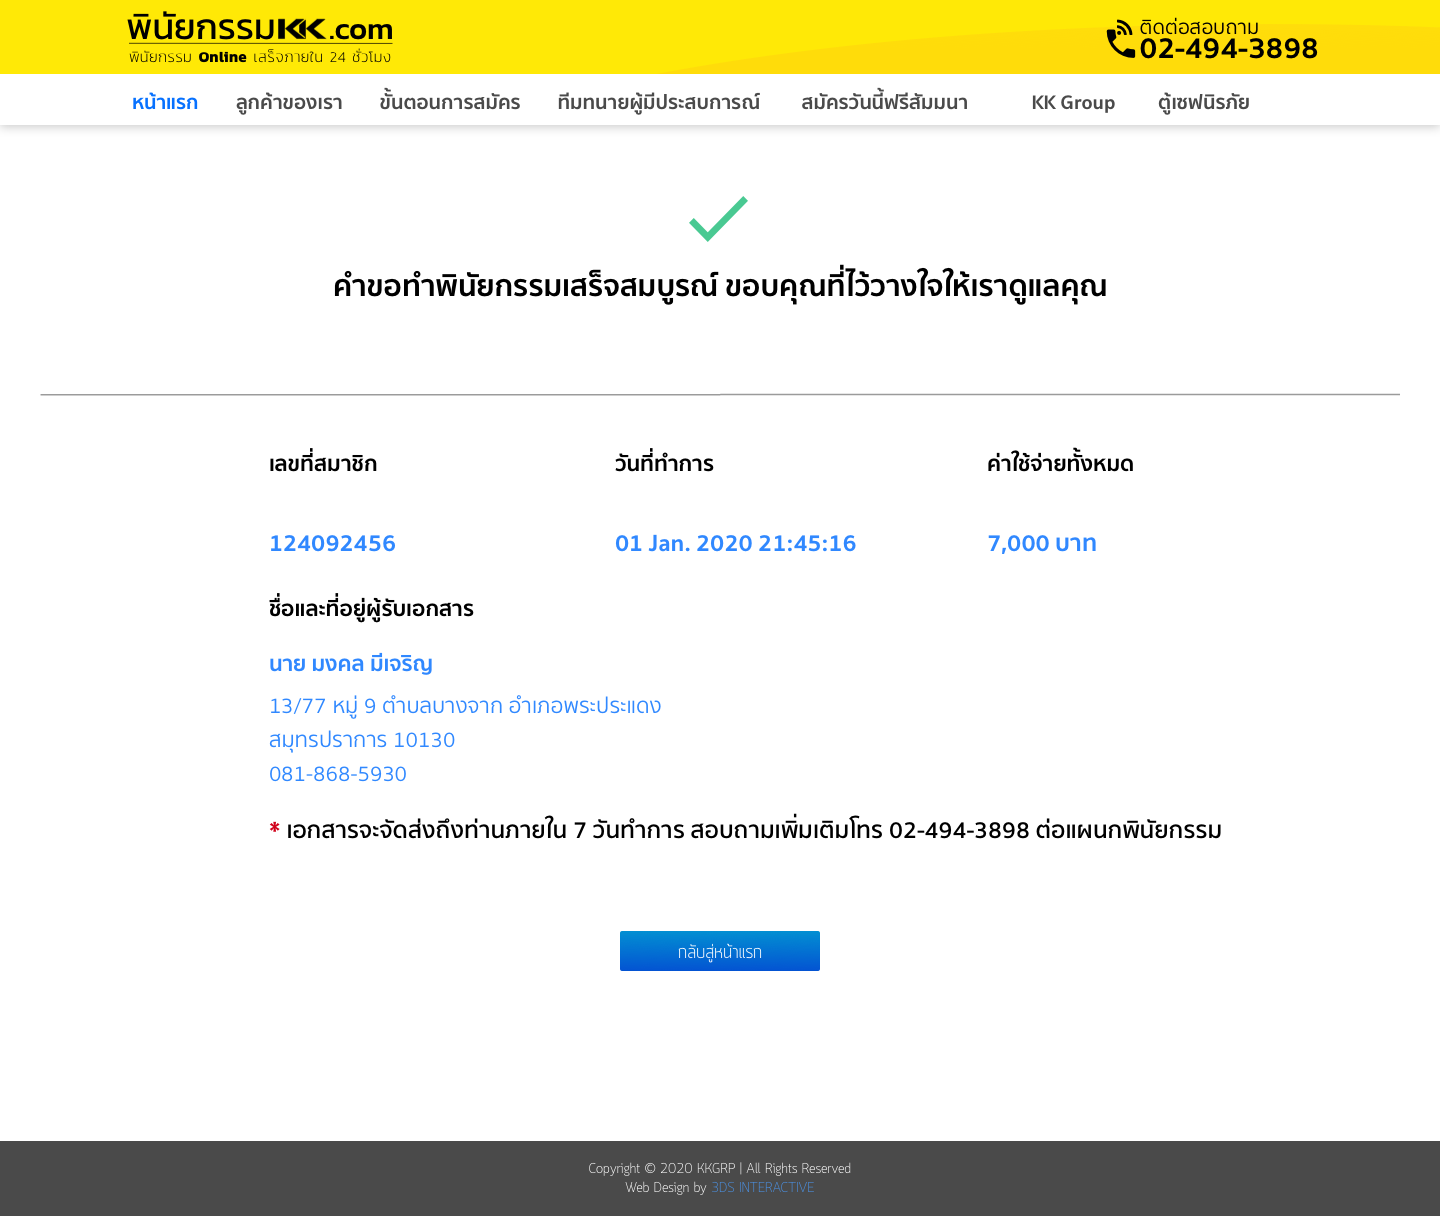 พินัยกรรมKK.com
พินัยกรรม Online เสร็จภายใน 24 ชั่วโมง
ติดต่อสอบถาม
02-494-3898
หน้าแรก ลูกค้าของเรา ขั้นตอนการสมัคร ทีมทนายผู้มีประสบการณ์ สมัครวันนี้ฟรีสัมมนา KK Group ตู้เซฟนิรภัย
คำขอทำพินัยกรรมเสร็จสมบูรณ์ ขอบคุณที่ไว้วางใจให้เราดูแลคุณ
เลขที่สมาชิก วันที่ทำการ ค่าใช้จ่ายทั้งหมด
124092456 01 Jan. 2020 21:45:16 7,000 บาท
ชื่อและที่อยู่ผู้รับเอกสาร
นาย มงคล มีเจริญ
13/77 หมู่ 9 ตำบลบางจาก อำเภอพระประแดง
สมุทรปราการ 10130
081-868-5930
* เอกสารจะจัดส่งถึงท่านภายใน 7 วันทำการ สอบถามเพิ่มเติมโทร 02-494-3898 ต่อแผนกพินัยกรรม
กลับสู่หน้าแรก
Copyright © 2020 KKGRP | All Rights Reserved
Web Design by 3DS INTERACTIVE